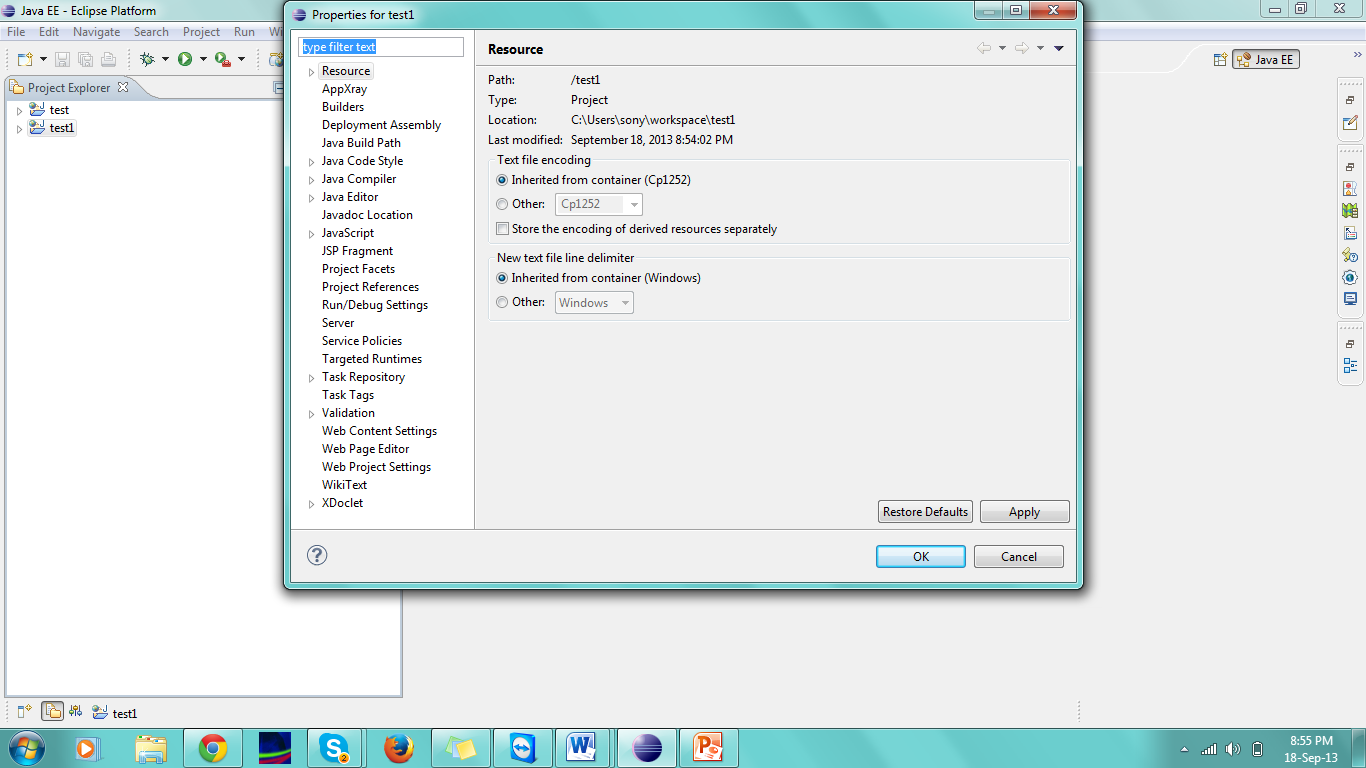 Java EE - Eclipse Platform
File Edit Navigate Search Project Run
Java EE
Project Explorer
test
test1
Properties for test1
type filter text
Resource
AppXray
Builders
Deployment Assembly
Java Build Path
Java Code Style
Java Compiler
Java Editor
Javadoc Location
JavaScript
JSP Fragment
Project Facets
Project References
Run/Debug Settings
Server
Service Policies
Targeted Runtimes
Task Repository
Task Tags
Validation
Web Content Settings
Web Page Editor
Web Project Settings
WikiText
XDoclet
Resource
Path: /test1
Type: Project
Location: C:\Users\sony\workspace\test1
Last modified: September 18, 2013 8:54:02 PM
Text file encoding
Inherited from container (Cp1252)
Other: Cp1252
Store the encoding of derived resources separately
New text file line delimiter
Inherited from container (Windows)
Other: Windows
Restore Defaults Apply
OK Cancel
test1
2
8:55 PM
18-Sep-13